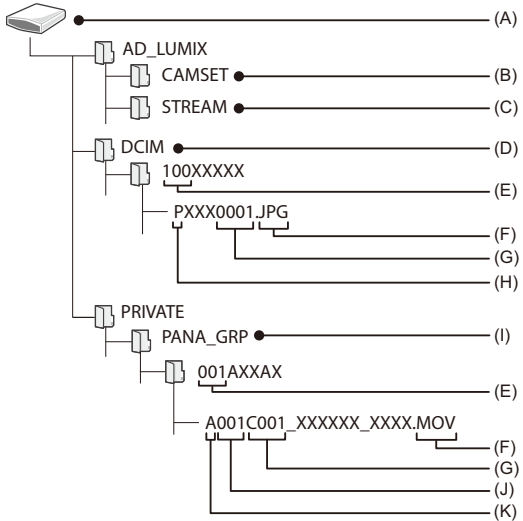 (A)
AD_LUMIX
CAMSET (B)
STREAM (C)
DCIM (D)
100XXXXX
(E)
PXXX0001.JPG
(F)
(G)
(H)
PRIVATE
PANA_GRP (I)
001AXXAX
(E)
A001C001_XXXXXX_XXXX.MOV
(F)
(G)
(J)
(K)